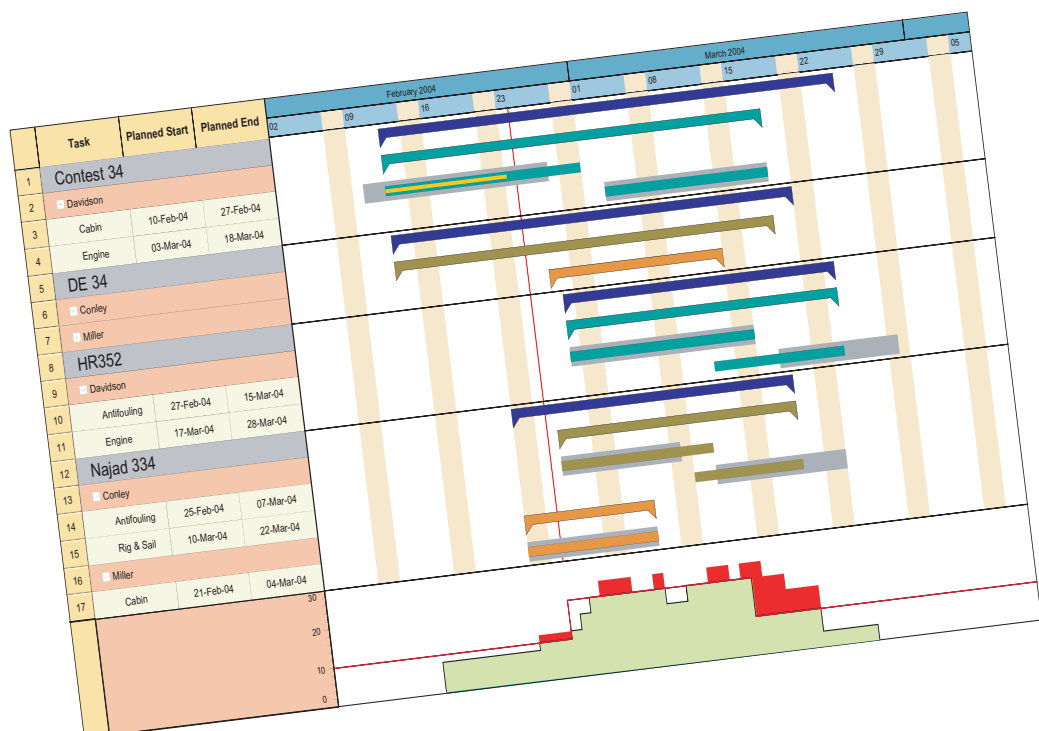 February 2004 March 2004
02 09 16 23 01 08 15 22 29 05
Task Planned Start Planned End
1 Contest 34
2 Davidson
3 Cabin 10-Feb-04 27-Feb-04
4 Engine 03-Mar-04 18-Mar-04
5 DE 34
6 Conley
7 Miller
8 HR352
9 Davidson
10 Antifouling 27-Feb-04 15-Mar-04
11 Engine 17-Mar-04 28-Mar-04
12 Najad 334
13 Conley
14 Antifouling 25-Feb-04 07-Mar-04
15 Rig & Sail 10-Mar-04 22-Mar-04
16 Miller
17 Cabin 21-Feb-04 04-Mar-04
30
20
10
0